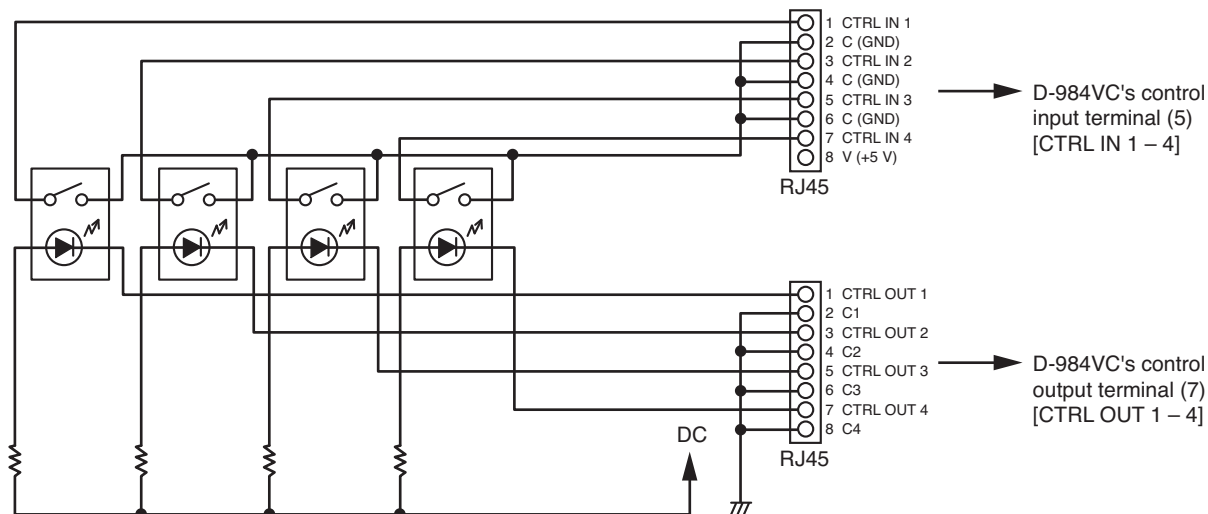 1 CTRL IN 1
2 C (GND)
3 CTRL IN 2
4 C (GND)
5 CTRL IN 3
6 C (GND)
7 CTRL IN 4
8 V (+5 V)
RJ45
D-984VC's control
input terminal (5)
[CTRL IN 1 – 4]
1 CTRL OUT 1
2 C1
3 CTRL OUT 2
4 C2
5 CTRL OUT 3
6 C3
7 CTRL OUT 4
8 C4
RJ45
D-984VC's control
output terminal (7)
[CTRL OUT 1 – 4]
DC